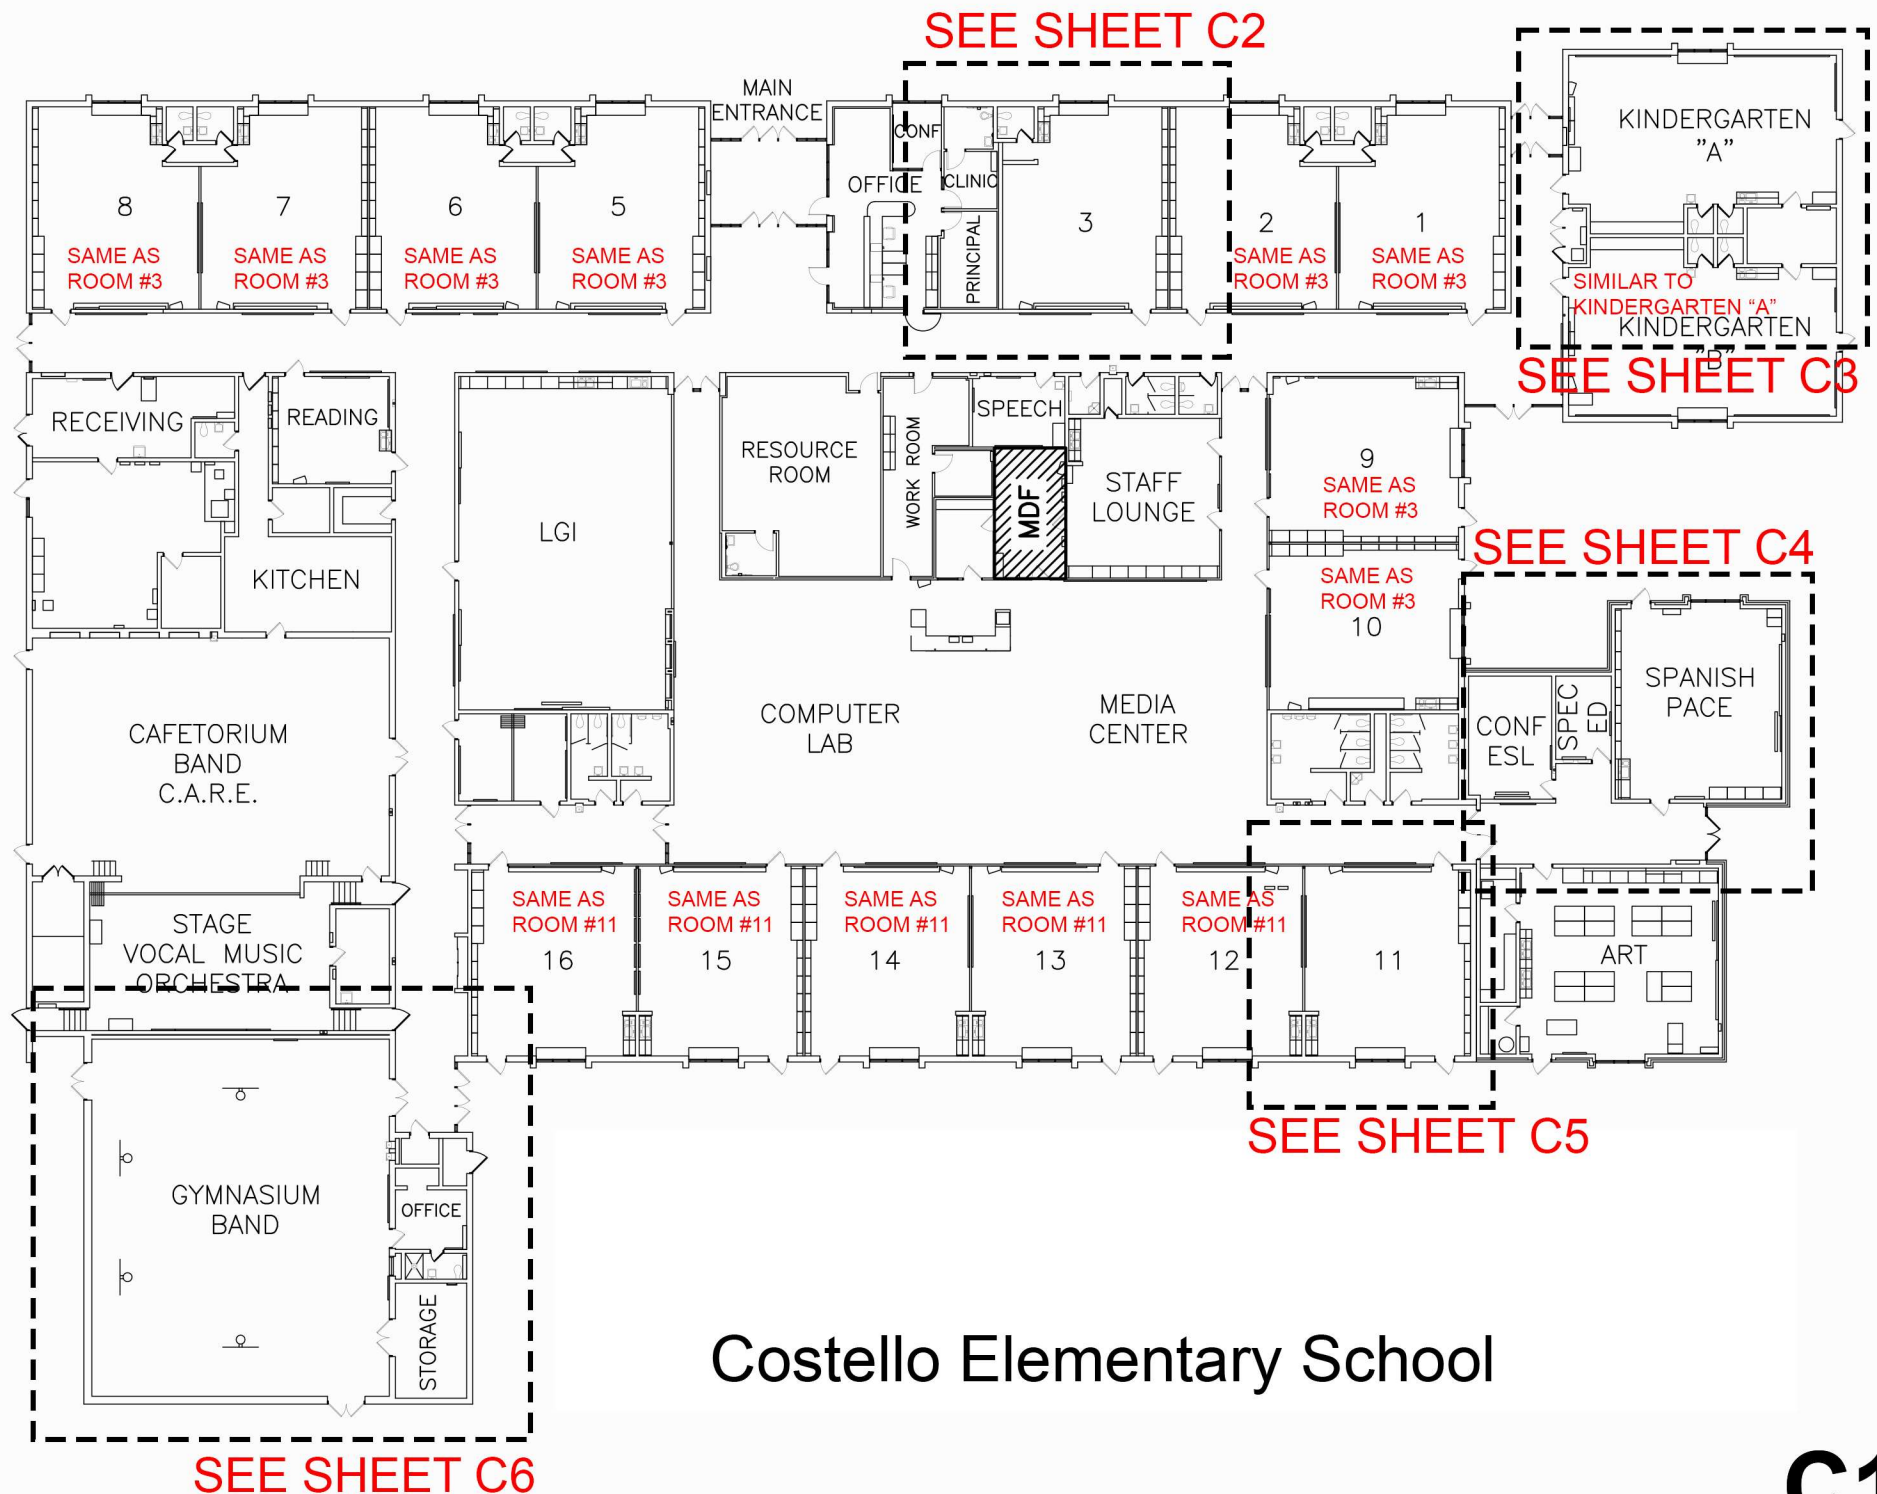 SEE SHEET C2
MAIN
ENTRANCE
CONF
OFFICE
CLINIC
PRINCIPAL
8
SAME AS
ROOM #3
7
SAME AS
ROOM #3
6
SAME AS
ROOM #3
5
SAME AS
ROOM #3
3
2
SAME AS
ROOM #3
1
SAME AS
ROOM #3
KINDERGARTEN
"A"
SIMILAR TO
KINDERGARTEN “A”
KINDERGARTEN
"B"
SEE SHEET C3
RECEIVING
READING
KITCHEN
LGI
RESOURCE
ROOM
WORK ROOM
SPEECH
MDF
STAFF
LOUNGE
9
SAME AS
ROOM #3
SAME AS
ROOM #3
10
SEE SHEET C4
SPANISH
PACE
CONF
ESL
SPEC
ED
CAFETORIUM
BAND
C.A.R.E.
COMPUTER
LAB
MEDIA
CENTER
STAGE
VOCAL MUSIC
ORCHESTRA
SAME AS
ROOM #11
16
SAME AS
ROOM #11
15
SAME AS
ROOM #11
14
SAME AS
ROOM #11
13
SAME AS
ROOM #11
12
11
ART
SEE SHEET C5
GYMNASIUM
BAND
OFFICE
STORAGE
Costello Elementary School
SEE SHEET C6
C1